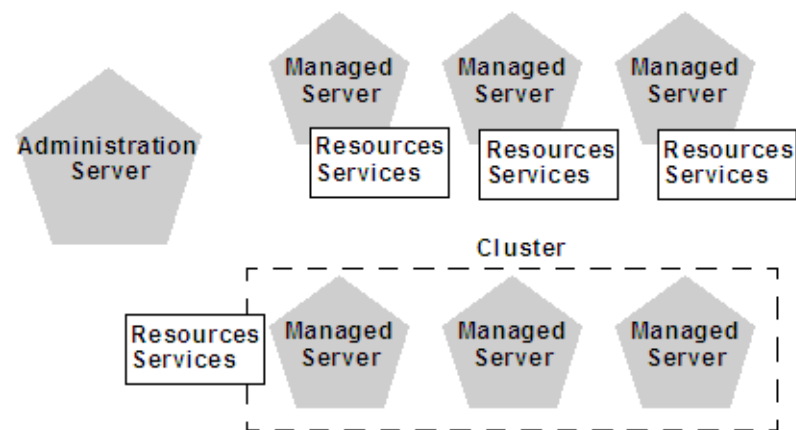 Managed
Server
Managed
Server
Managed
Server
Administration
Server
Resources
Services
Resources
Services
Resources
Services
Cluster
Resources
Services
Managed
Server
Managed
Server
Managed
Server